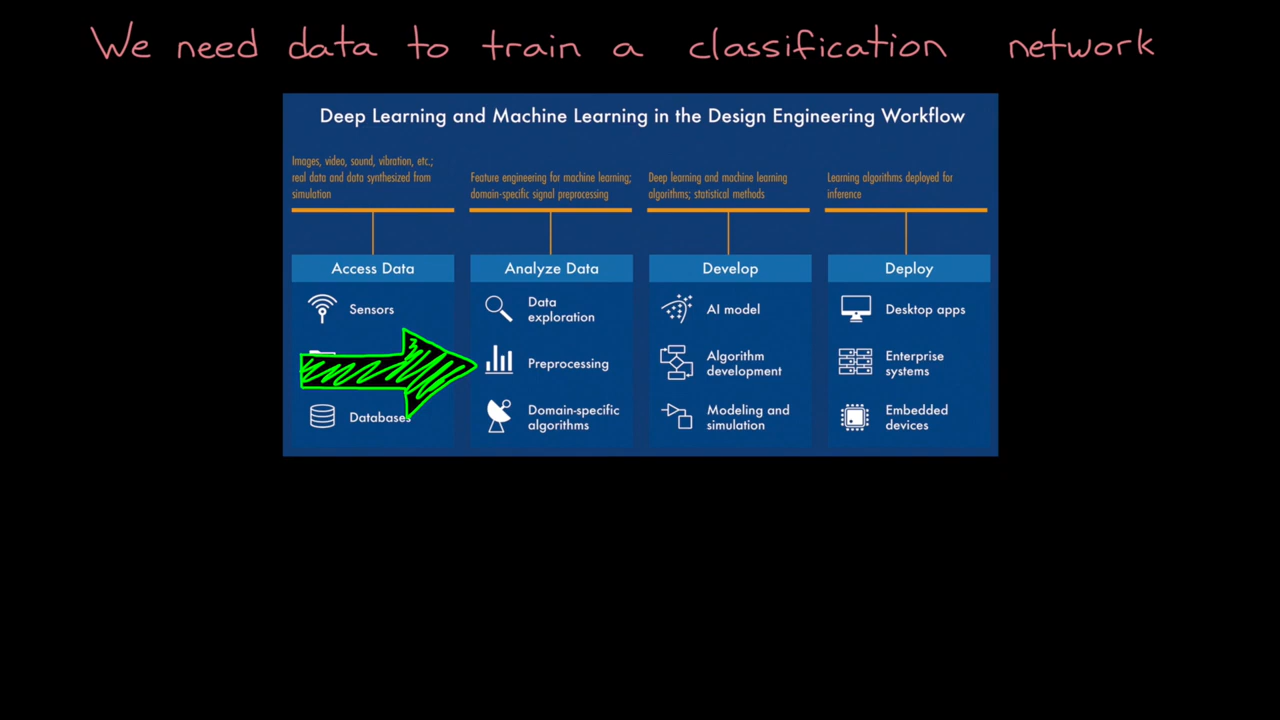 We need data to train a classification network
Deep Learning and Machine Learning in the Design Engineering Workflow
Images, video, sound, vibration, etc.;
real data and data synthesized from
simulation
Feature engineering for machine learning;
domain-specific signal preprocessing
Deep learning and machine learning
algorithms; statistical methods
Learning algorithms deployed for
inference
Access Data
Sensors
Databases
Analyze Data
Data
exploration
Preprocessing
Domain-specific
algorithms
Develop
AI model
Algorithm
development
Modeling and
simulation
Deploy
Desktop apps
Enterprise
systems
Embedded
devices